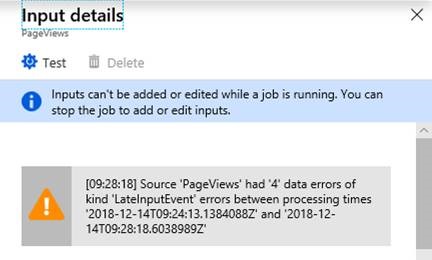 Input details
PageViews
Test
Delete
Inputs can't be added or edited while a job is running. You can
stop the job to add or edit inputs.
[09:28:18] Source 'PageViews' had '4' data errors of
kind 'LateInputEvent' errors between processing times
'2018-12-14T09:24:13.1384088Z' and '2018-12-
14T09:28:18.6038989Z'